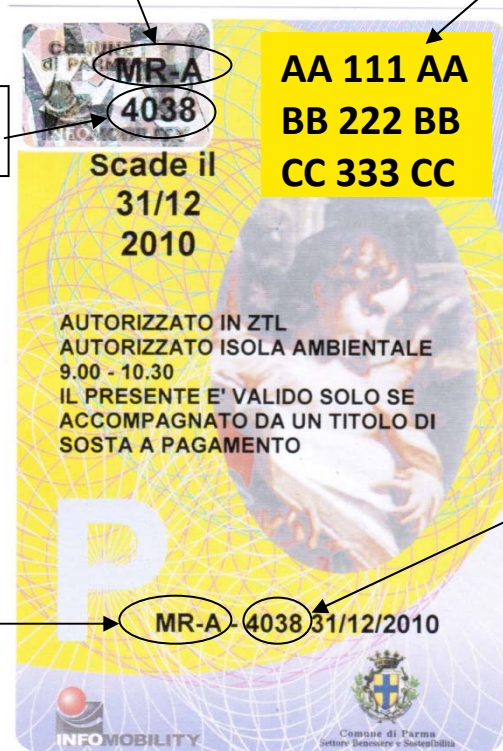 COMUNE
di PARMA
MR-A
4038
INFOMOBILITY
AA 111 AA
BB 222 BB
CC 333 CC
Scade il
31/12
2010
AUTORIZZATO IN ZTL
AUTORIZZATO ISOLA AMBIENTALE
9.00 - 10.30
IL PRESENTE E' VALIDO SOLO SE
ACCOMPAGNATO DA UN TITOLO DI
SOSTA A PAGAMENTO
P
MR-A - 4038 31/12/2010
INFOMOBILITY
Comune di Parma
Settore Benessere e Sostenibilità